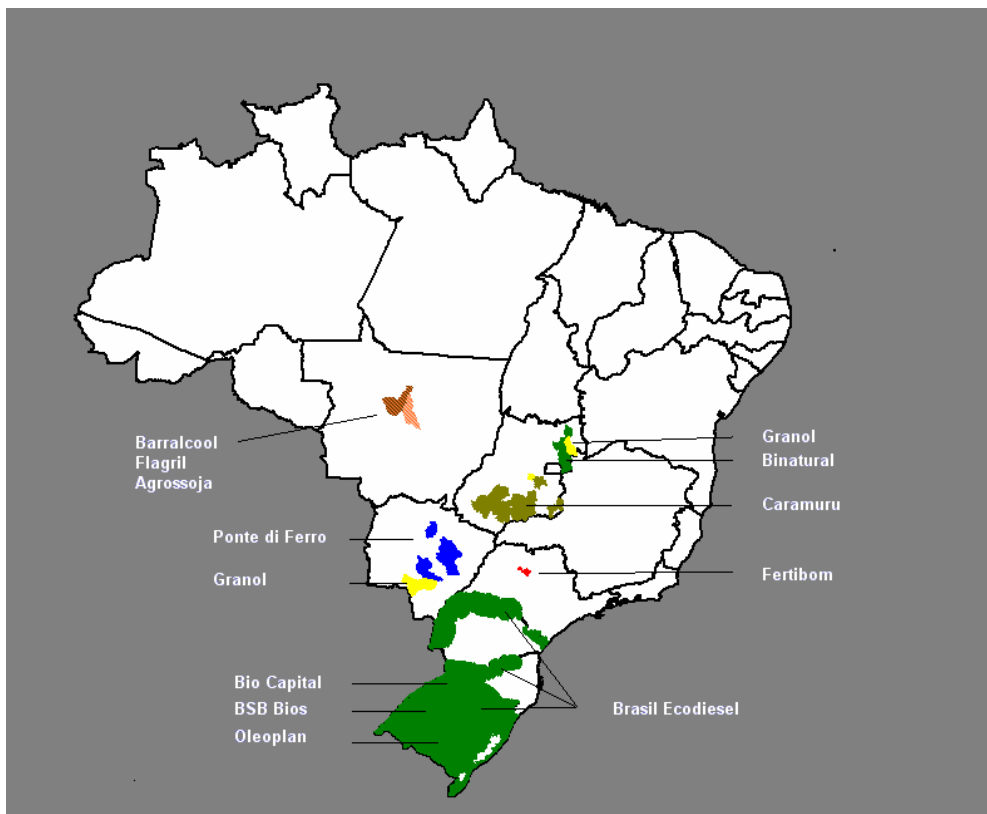 Barralcool
Flagril
Agrossoja
Granol
Binatural
Caramuru
Ponte di Ferro
Granol
Fertibom
Bio Capital
BSB Bios
Oleoplan
Brasil Ecodiesel